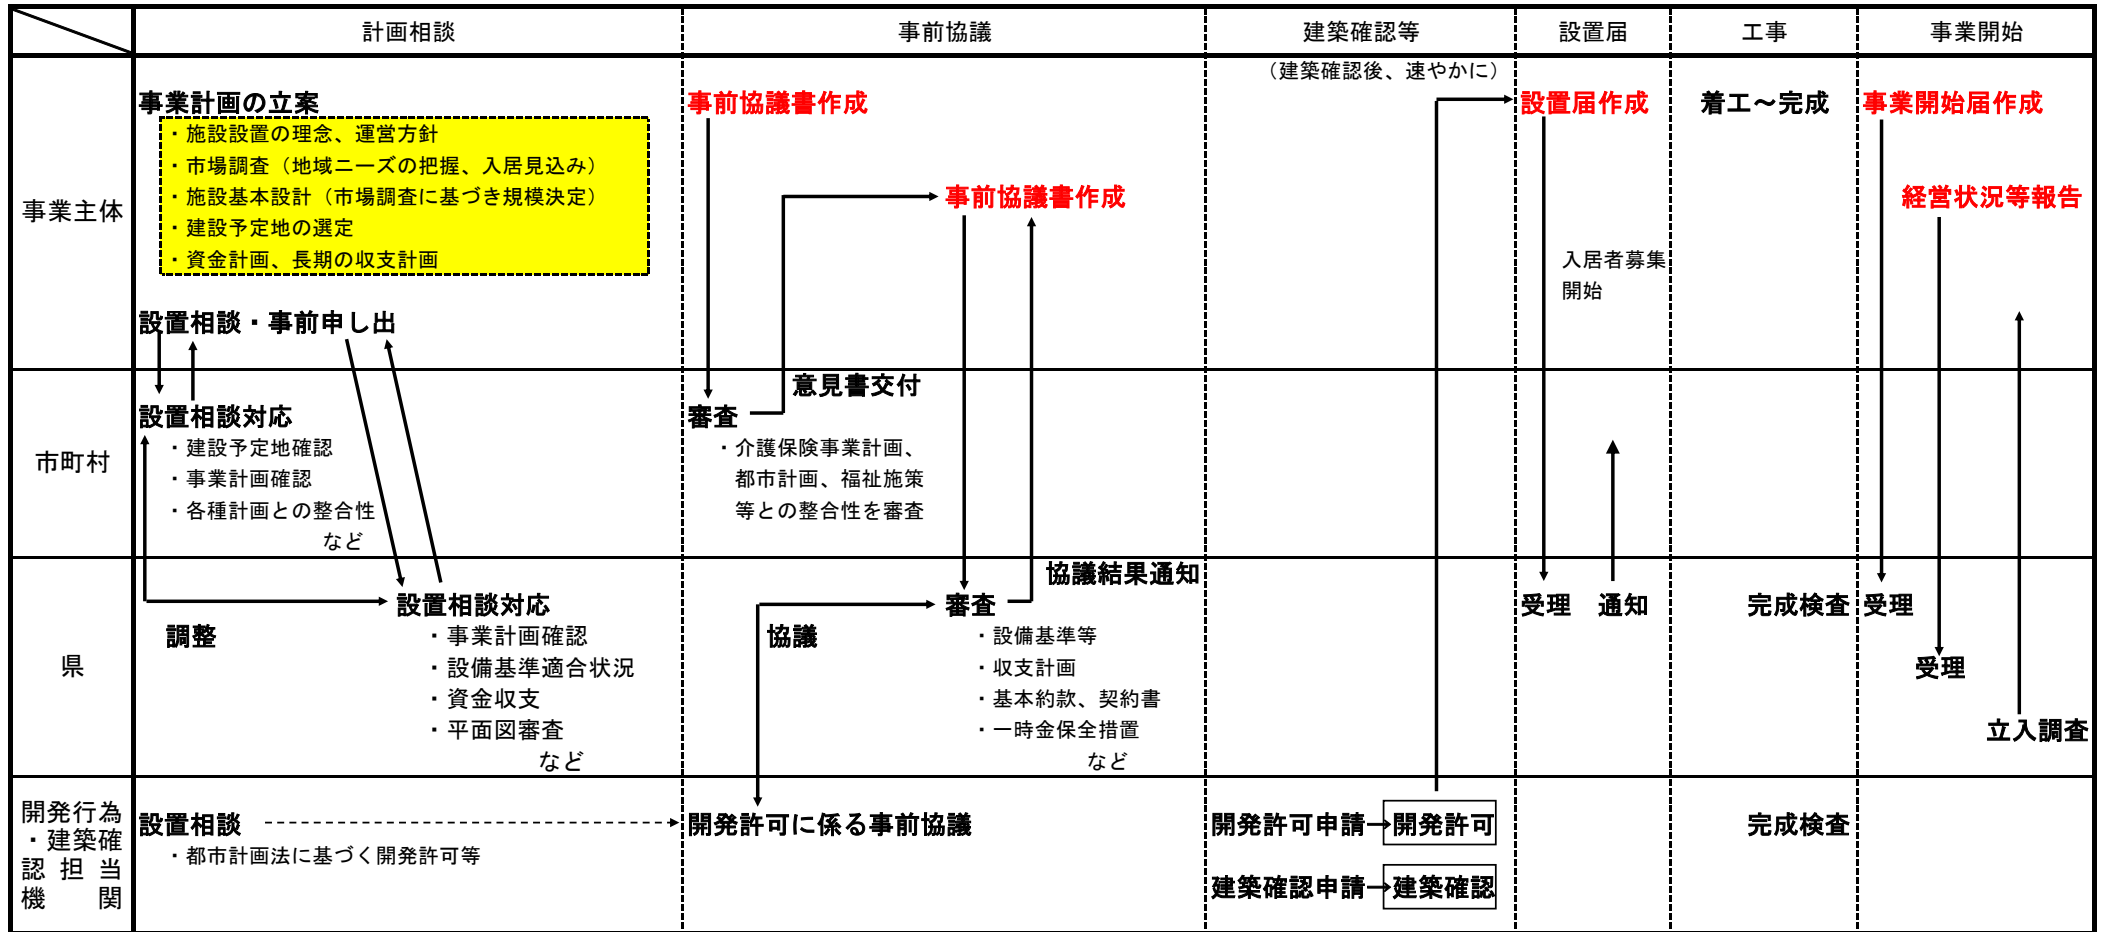 計画相談
事前協議
建築確認等
設置届
工事
事業開始
事業主体
事業計画の立案
・施設設置の理念、運営方針
・市場調査（地域ニーズの把握、入居見込み）
・施設基本設計（市場調査に基づき規模決定）
・建設予定地の選定
・資金計画、長期の収支計画
設置相談・事前申し出
事前協議書作成
事前協議書作成
（建築確認後、速やかに）
設置届作成
入居者募集
開始
着工～完成
事業開始届作成
経営状況等報告
市町村
設置相談対応
・建設予定地確認
・事業計画確認
・各種計画との整合性
など
意見書交付
審査
・介護保険事業計画、
都市計画、福祉施策
等との整合性を審査
県
調整
設置相談対応
・事業計画確認
・設備基準適合状況
・資金収支
・平面図審査
など
協議
協議結果通知
審査
・設備基準等
・収支計画
・基本約款、契約書
・一時金保全措置
など
受理
通知
完成検査
受理
受理
立入調査
開発行為
・建築確
認担当
機関
設置相談
・都市計画法に基づく開発許可等
開発許可に係る事前協議
開発許可申請
開発許可
建築確認申請
建築確認
完成検査